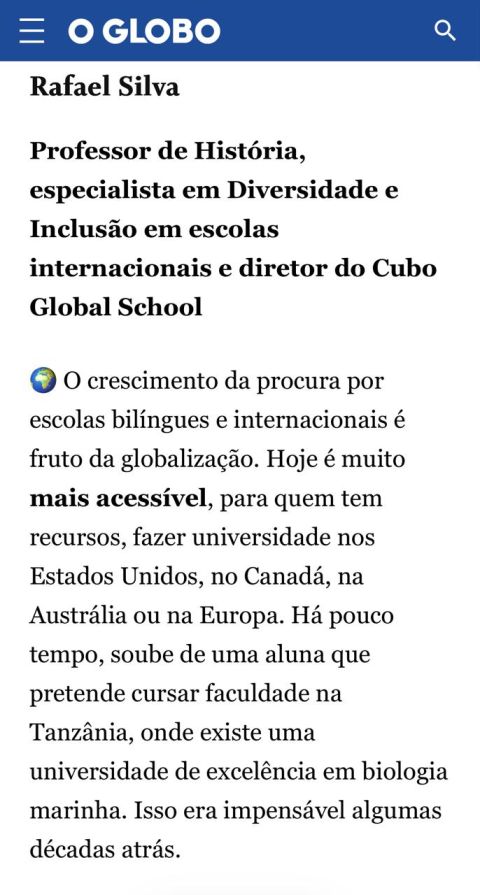 O GLOBO
Rafael Silva
Professor de História,
especialista em Diversidade e
Inclusão em escolas
internacionais e diretor do Cubo
Global School
🌍 O crescimento da procura por
escolas bilíngues e internacionais é
fruto da globalização. Hoje é muito
mais acessível, para quem tem
recursos, fazer universidade nos
Estados Unidos, no Canadá, na
Austrália ou na Europa. Há pouco
tempo, soube de uma aluna que
pretende cursar faculdade na
Tanzânia, onde existe uma
universidade de excelência em biologia
marinha. Isso era impensável algumas
décadas atrás.